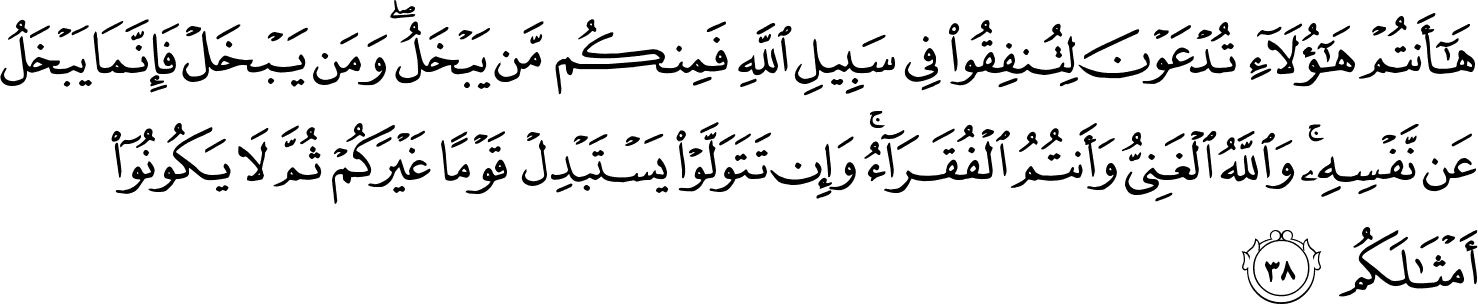 هَـٰٓأَنتُمْ هَـٰٓؤُلَآءِ تُدْعَوْنَ لِتُنفِقُوا۟ فِى سَبِيلِ ٱللَّهِ فَمِنكُم مَّن يَبْخَلُ ۖ وَمَن يَبْخَلْ فَإِنَّمَا يَبْخَلُ
عَن نَّفْسِهِۦ ۚ وَٱللَّهُ ٱلْغَنِىُّ وَأَنتُمُ ٱلْفُقَرَآءُ ۚ وَإِن تَتَوَلَّوْا۟ يَسْتَبْدِلْ قَوْمًا غَيْرَكُمْ ثُمَّ لَا يَكُونُوٓا۟
أَمْثَـٰلَكُم ٣٨